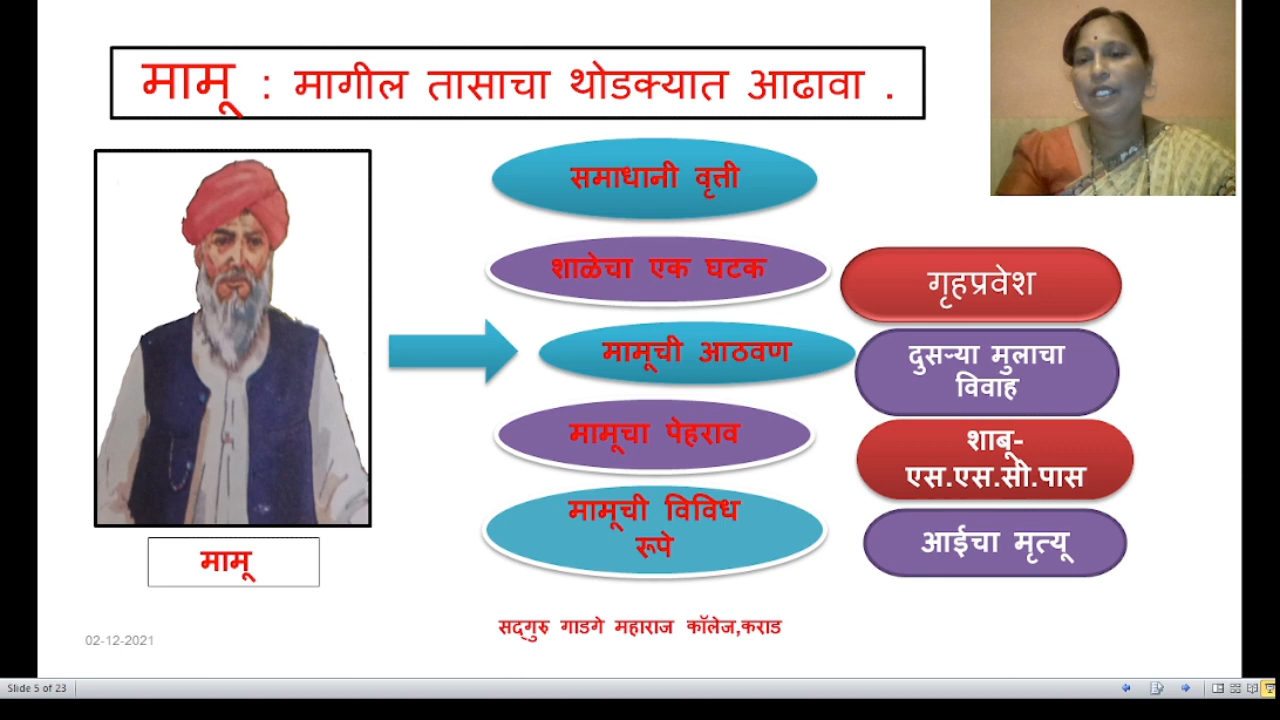 मामू : मागील तासाचा थोडक्यात आढावा .
समाधानी वृत्ती
शाळेचा एक घटक
मामूची आठवण
मामूचा पेहराव
मामूची विविध
रूपे
गृहप्रवेश
दुसऱ्या मुलाचा
विवाह
शाबू-
एस.एस.सी.पास
आईचा मृत्यू
मामू
सद्गुरु गाडगे महाराज कॉलेज,कराड
02-12-2021
Slide 5 of 23